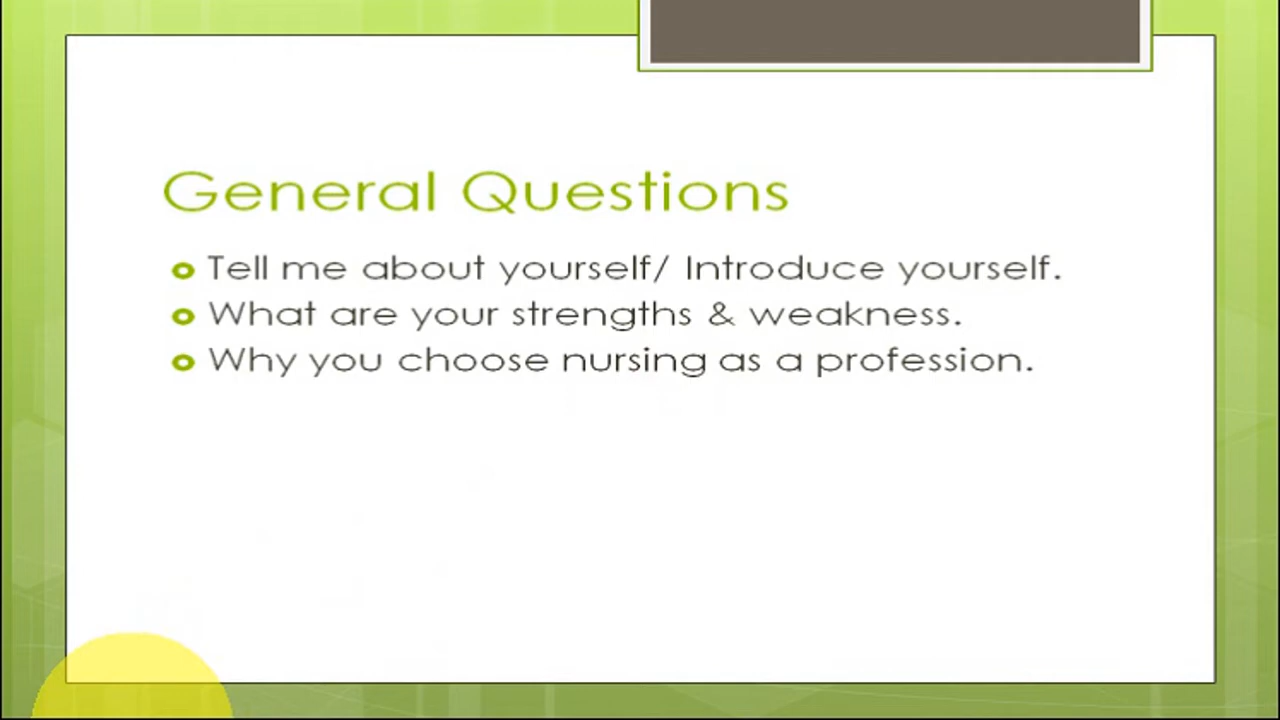 General Questions
Tell me about yourself/ Introduce yourself.
What are your strengths & weakness.
Why you choose nursing as a profession.